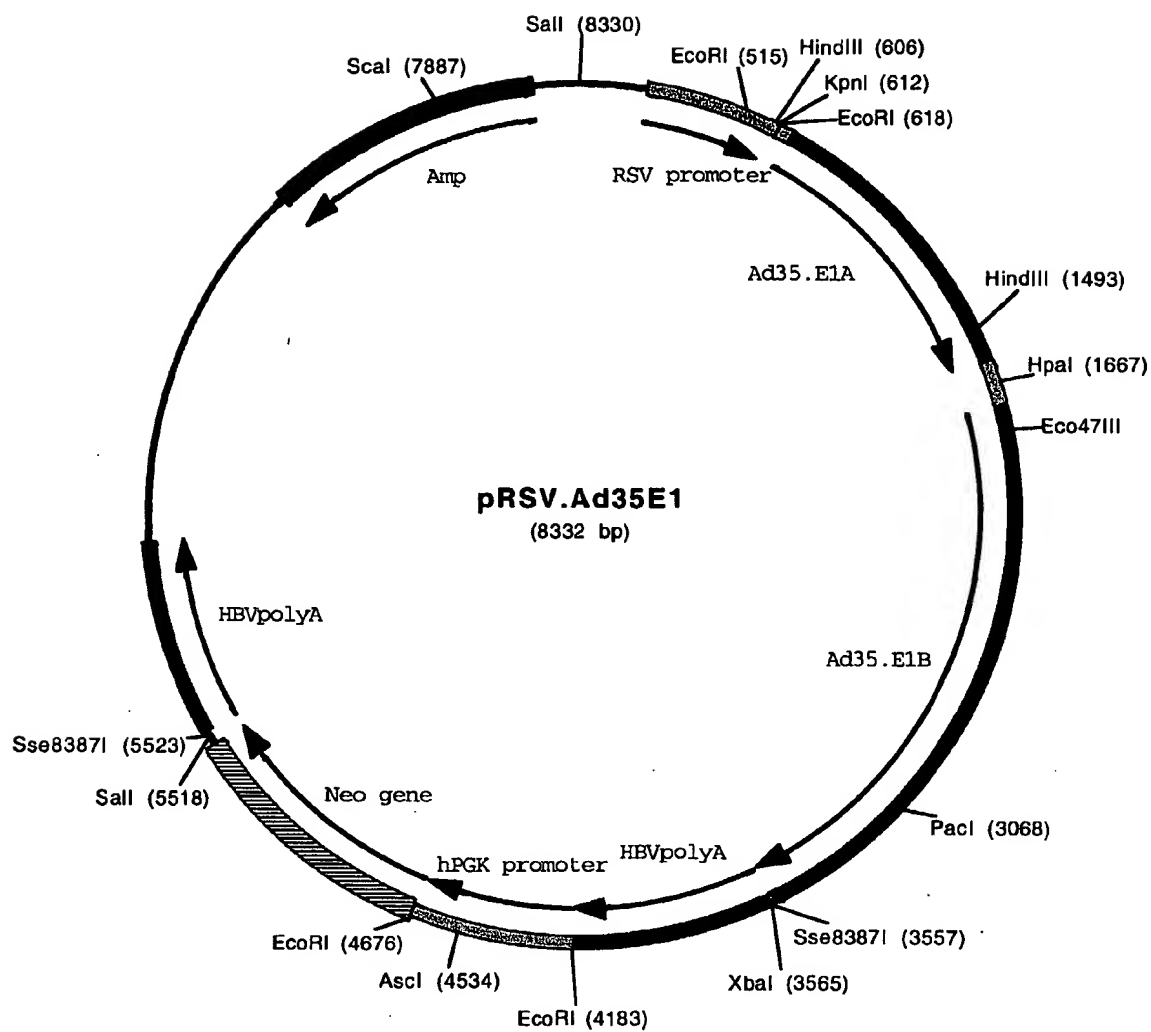 SalI (8330)
ScaI (7887)
EcoRI (515)
HindIII (606)
KpnI (612)
EcoRI (618)
Amp
RSV promoter
Ad35.E1A
HindIII (1493)
HpaI (1667)
Eco47III
pRSV.Ad35E1
(8332 bp)
HBVpolyA
Ad35.E1B
Sse8387I (5523)
SalI (5518)
Neo gene
PacI (3068)
hPGK promoter
HBVpolyA
EcoRI (4676)
Sse8387I (3557)
AscI (4534)
XbaI (3565)
EcoRI (4183)